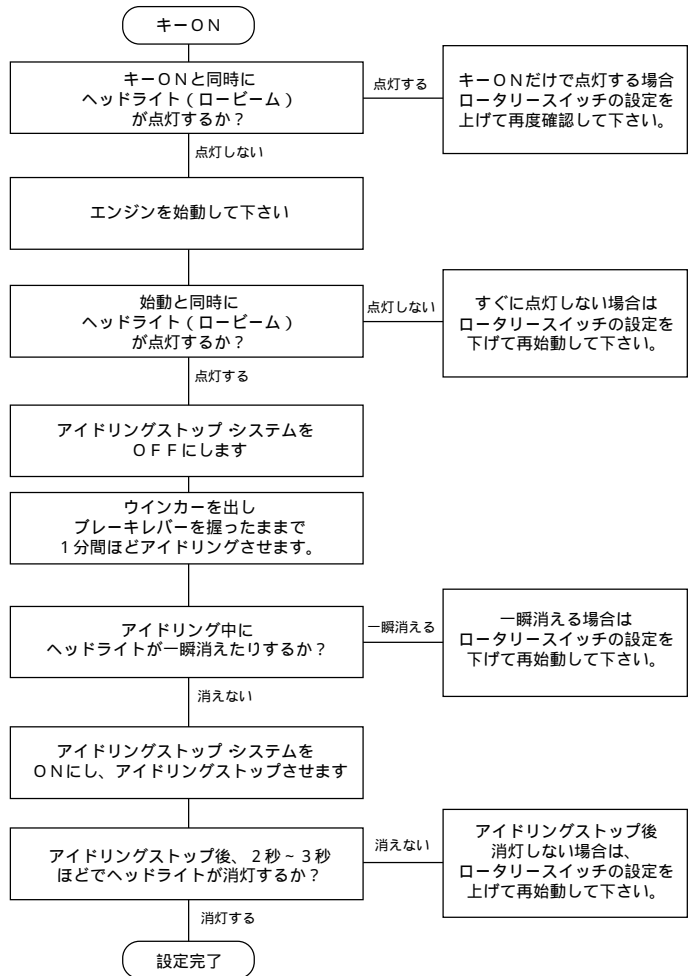 キーＯＮ
キーＯＮと同時に
ヘッドライト（ロービーム）
が点灯するか？
点灯する
キーＯＮだけで点灯する場合
ロータリースイッチの設定を
上げて再度確認して下さい。
点灯しない
エンジンを始動して下さい
始動と同時に
ヘッドライト（ロービーム）
が点灯するか？
点灯しない
すぐに点灯しない場合は
ロータリースイッチの設定を
下げて再始動して下さい。
点灯する
アイドリングストップ・システムを
ＯＦＦにします
ウインカーを出し
ブレーキレバーを握ったままで
１分間ほどアイドリングさせます。
アイドリング中に
ヘッドライトが一瞬消えたりするか？
一瞬消える
一瞬消える場合は
ロータリースイッチの設定を
下げて再始動して下さい。
消えない
アイドリングストップ・システムを
ＯＮにし、アイドリングストップさせます
アイドリングストップ後、２秒～３秒
ほどでヘッドライトが消灯するか？
消えない
アイドリングストップ後
消灯しない場合は、
ロータリースイッチの設定を
上げて再始動して下さい。
消灯する
設定完了